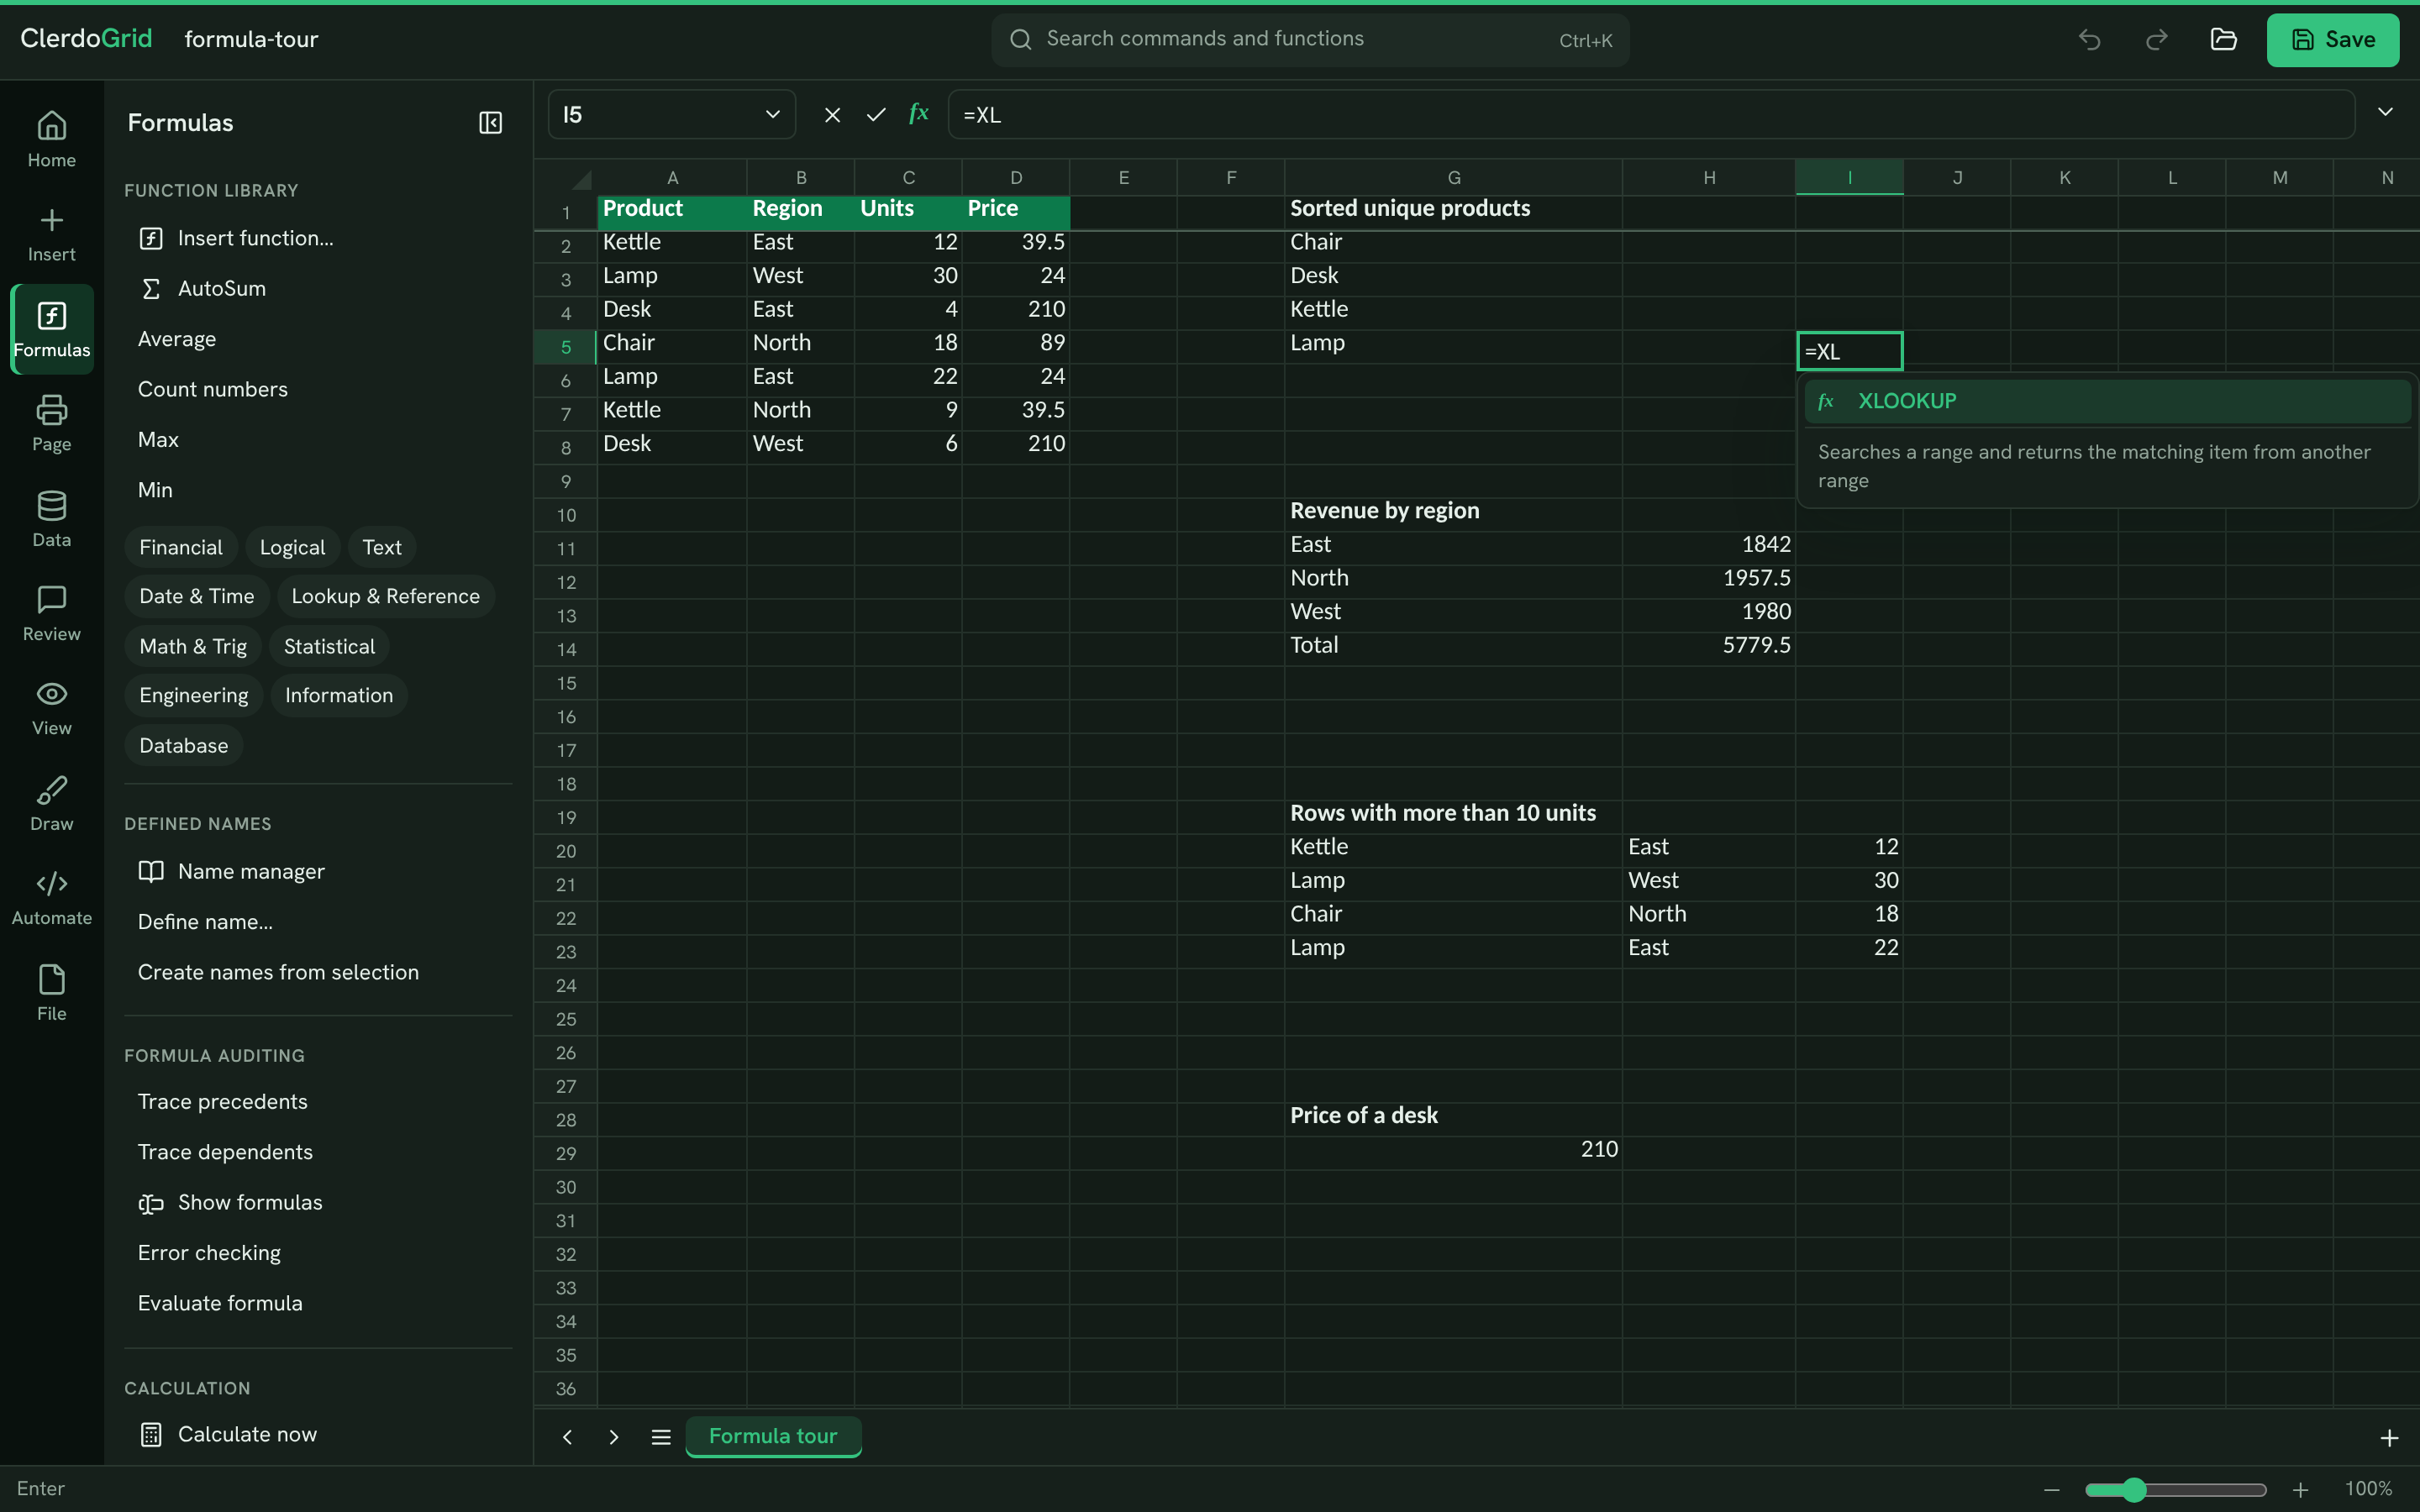 ClerdoGrid formula-tour Search commands and functions Ctrl+K Save
Home
Insert
Formulas
Page
Data
Review
View
Draw
Automate
File
Formulas
FUNCTION LIBRARY
Insert function...
AutoSum
Average
Count numbers
Max
Min
Financial Logical Text
Date & Time Lookup & Reference
Math & Trig Statistical
Engineering Information
Database
DEFINED NAMES
Name manager
Define name...
Create names from selection
FORMULA AUDITING
Trace precedents
Trace dependents
Show formulas
Error checking
Evaluate formula
CALCULATION
Calculate now
I5 fx =XL
A B C D E F G H I J K L M N
1 Product Region Units Price Sorted unique products
2 Kettle East 12 39.5 Chair
3 Lamp West 30 24 Desk
4 Desk East 4 210 Kettle
5 Chair North 18 89 Lamp =XL
6 Lamp East 22 24
7 Kettle North 9 39.5
8 Desk West 6 210
fx XLOOKUP
Searches a range and returns the matching item from another
range
9
10 Revenue by region
11 East 1842
12 North 1957.5
13 West 1980
14 Total 5779.5
15
16
17
18
19 Rows with more than 10 units
20 Kettle East 12
21 Lamp West 30
22 Chair North 18
23 Lamp East 22
24
25
26
27
28 Price of a desk
29 210
30
31
32
33
34
35
36
Formula tour
Enter 100%